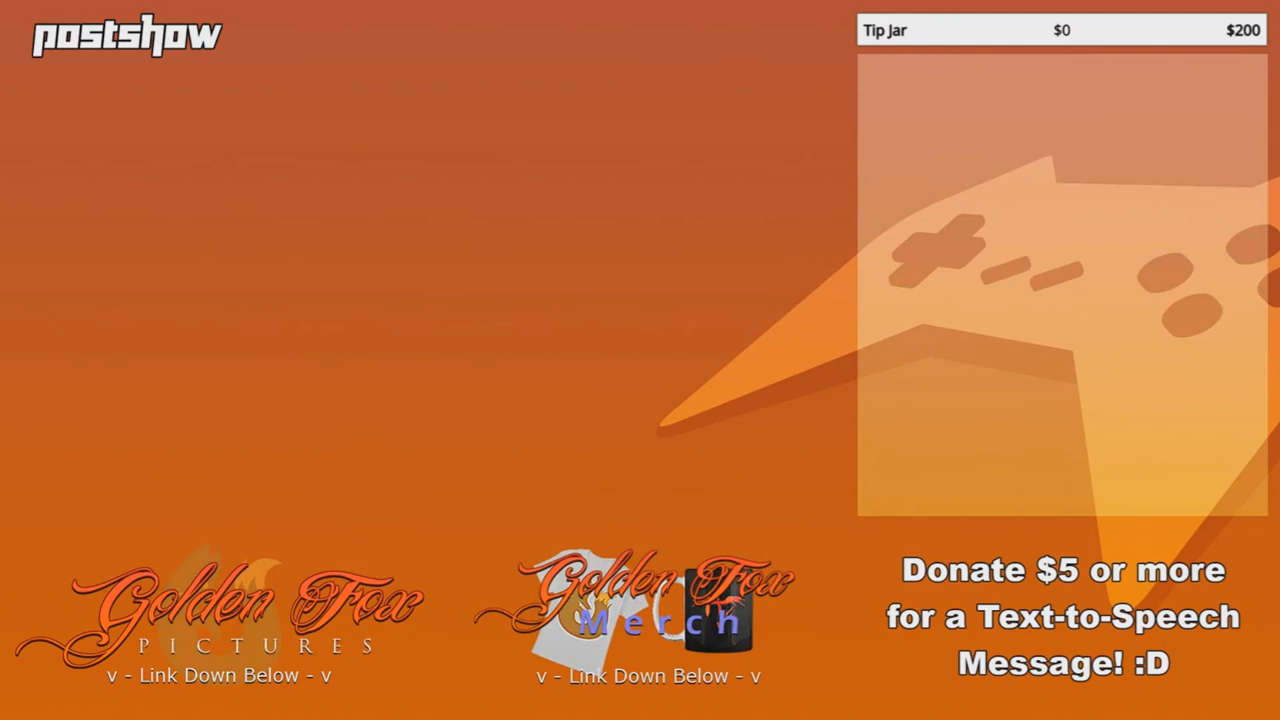 postshow
Tip Jar $0 $200
Golden Fox
PICTURES
v - Link Down Below - v
Golden Fox
Merch
v - Link Down Below - v
Donate $5 or more
for a Text-to-Speech
Message! :D